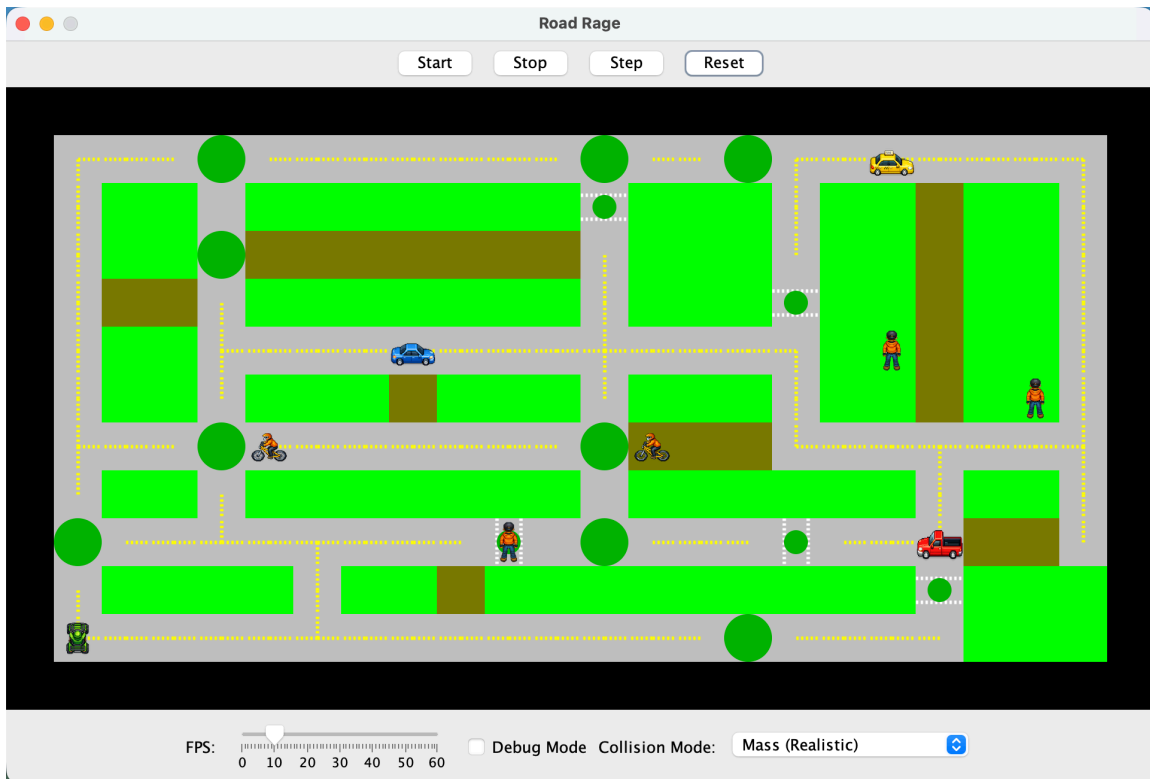 Road Rage
Start Stop Step Reset
FPS: Debug Mode Collision Mode: Mass (Realistic)
0 10 20 30 40 50 60